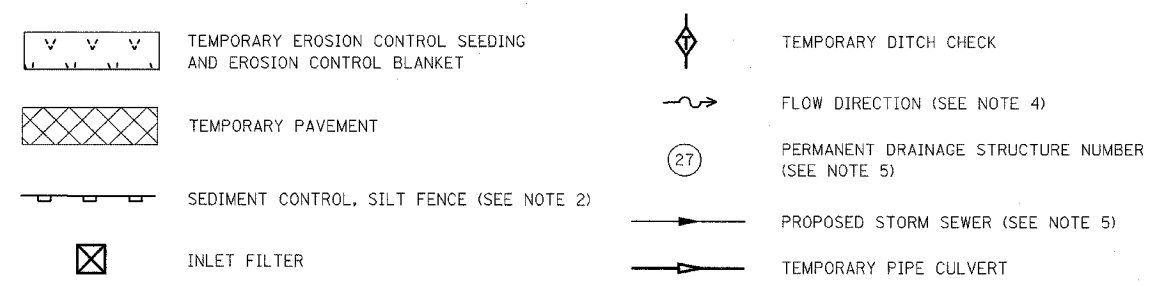 TEMPORARY EROSION CONTROL SEEDING
AND EROSION CONTROL BLANKET
TEMPORARY PAVEMENT
SEDIMENT CONTROL, SILT FENCE (SEE NOTE 2)
INLET FILTER
T
TEMPORARY DITCH CHECK
FLOW DIRECTION (SEE NOTE 4)
27
PERMANENT DRAINAGE STRUCTURE NUMBER
(SEE NOTE 5)
PROPOSED STORM SEWER (SEE NOTE 5)
TEMPORARY PIPE CULVERT